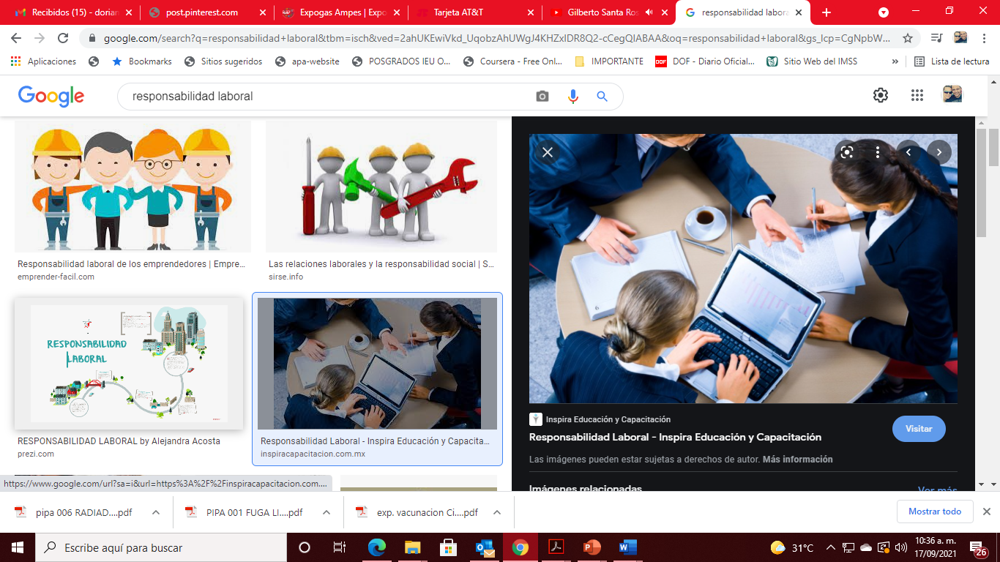 Recibidos (15) - dorian
post.pinterest.com
Expogas Ampes | Expo
Tarjeta AT&T
Gilberto Santa Ros
responsabilidad labora
google.com/search?q=responsabilidad+laboral&tbm=isch&ved=2ahUKEwiVkd_UqobzAhUWgJ4KHZxlDR8Q2-cCegQIABAA&oq=responsabilidad+laboral&gs_lcp=CgNpbW...
Aplicaciones
Bookmarks
Sitios sugeridos
apa-website
POSGRADOS IEU O...
Coursera - Free Onl...
IMPORTANTE
DOF - Diario Oficial...
Sitio Web del IMSS
»
Lista de lectura
Google
responsabilidad laboral
Responsabilidad laboral de los emprendedores | Empre...
emprender-facil.com
Las relaciones laborales y la responsabilidad social | S...
sirse.info
RESPONSABILIDAD
LABORAL
RESPONSABILIDAD LABORAL by Alejandra Acosta
prezi.com
Responsabilidad Laboral - Inspira Educación y Capacita...
inspiracapacitacion.com.mx
Inspira Educación y Capacitación
Responsabilidad Laboral - Inspira Educación y Capacitación
Visitar
Las imágenes pueden estar sujetas a derechos de autor. Más información
Imágenes relacionadas
Ver más
https://www.google.com/url?sa=i&url=https%3A%2F%2Finspiracapacitacion.com....
pipa 006 RADIAD....pdf
PIPA 001 FUGA LI....pdf
exp. vacunacion Ci....pdf
Mostrar todo
Escribe aquí para buscar
31°C
10:36 a. m.
17/09/2021
26